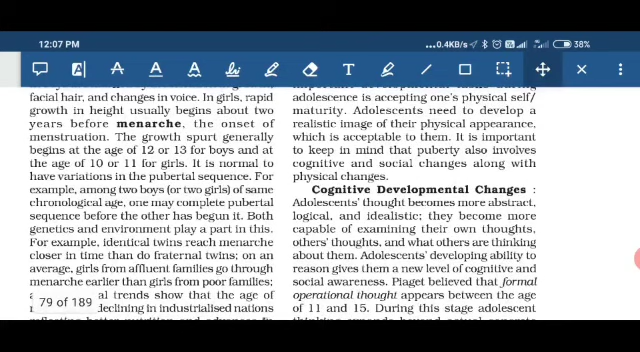 12:07 PM
...0.4KB/s
38%
facial hair, and changes in voice. In girls, rapid
growth in height usually begins about two
years before menarche, the onset of
menstruation. The growth spurt generally
begins at the age of 12 or 13 for boys and at
the age of 10 or 11 for girls. It is normal to
have variations in the pubertal sequence. For
example, among two boys (or two girls) of same
chronological age, one may complete pubertal
sequence before the other has begun it. Both
genetics and environment play a part in this.
For example, identical twins reach menarche
closer in time than do fraternal twins; on an
average, girls from affluent families go through
menarche earlier than girls from poor families;
al trends show that the age of
declining in industrialised nations
79 of 189
adolescence is accepting one's physical self/
maturity. Adolescents need to develop a
realistic image of their physical appearance,
which is acceptable to them. It is important
to keep in mind that puberty also involves
cognitive and social changes along with
physical changes.
Cognitive Developmental Changes :
Adolescents' thought becomes more abstract,
logical, and idealistic; they become more
capable of examining their own thoughts,
others' thoughts, and what others are thinking
about them. Adolescents' developing ability to
reason gives them a new level of cognitive and
social awareness. Piaget believed that formal
operational thought appears between the age
of 11 and 15. During this stage adolescent